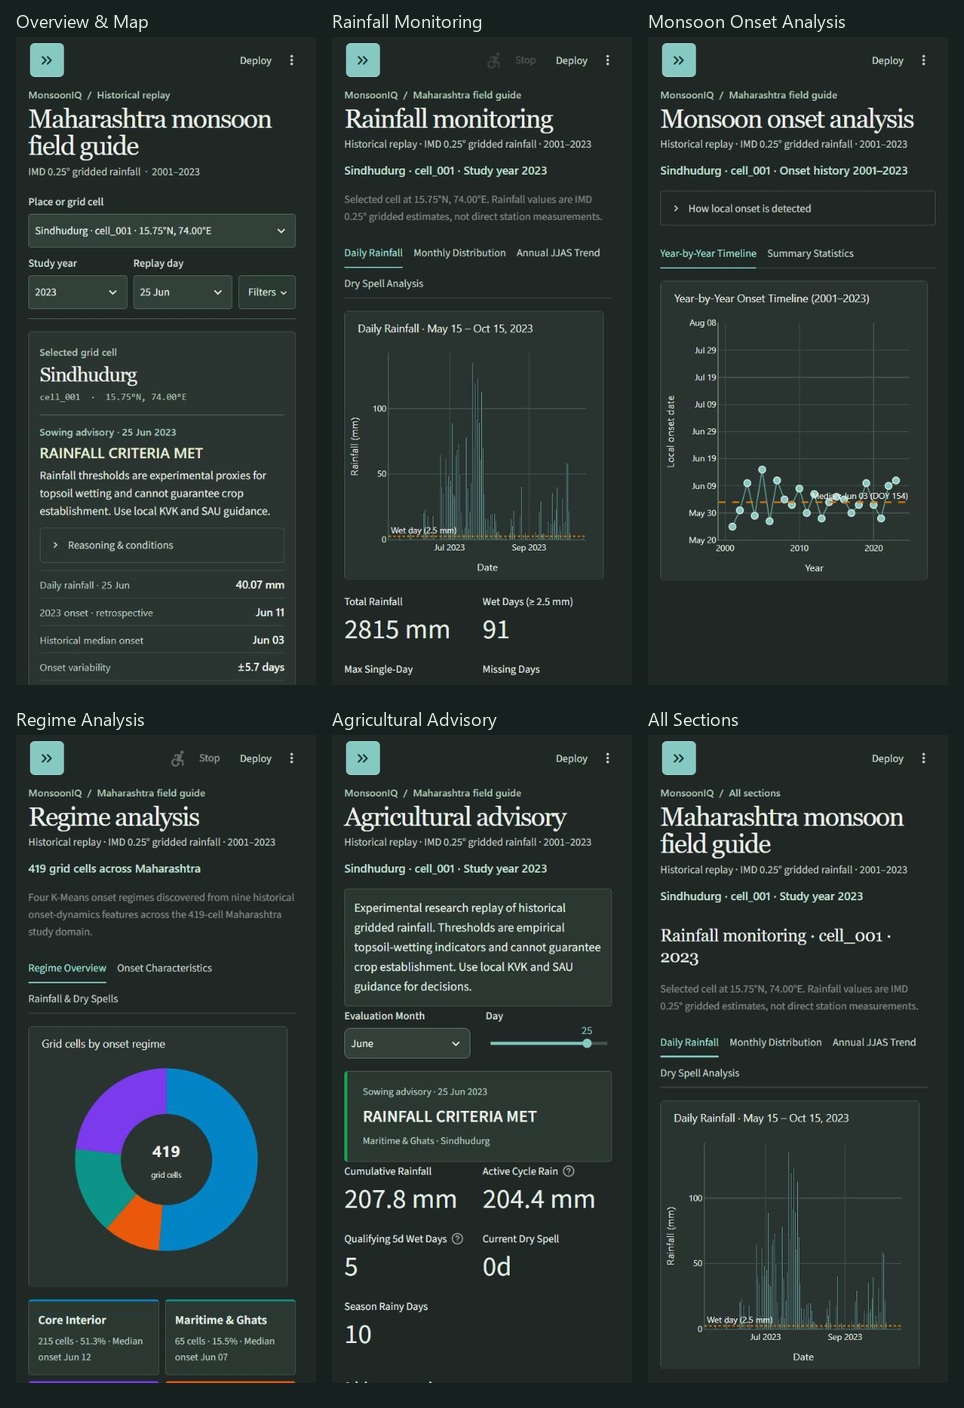 Overview & Map
Deploy
MonsoonIQ / Historical replay
Maharashtra monsoon
field guide
IMD 0.25° gridded rainfall · 2001–2023
Place or grid cell
Sindhudurg · cell_001 · 15.75°N, 74.00°E
Study year
Replay day
2023
25 Jun
Filters
Selected grid cell
Sindhudurg
cell_001 · 15.75°N, 74.00°E
Sowing advisory · 25 Jun 2023
RAINFALL CRITERIA MET
Rainfall thresholds are experimental proxies for
topsoil wetting and cannot guarantee crop
establishment. Use local KVK and SAU guidance.
Reasoning & conditions
Daily rainfall · 25 Jun 40.07 mm
2023 onset · retrospective Jun 11
Historical median onset Jun 03
Onset variability ±5.7 days
Rainfall Monitoring
Stop Deploy
MonsoonIQ / Maharashtra field guide
Rainfall monitoring
Historical replay · IMD 0.25° gridded rainfall · 2001–2023
Sindhudurg · cell_001 · Study year 2023
Selected cell at 15.75°N, 74.00°E. Rainfall values are IMD
0.25° gridded estimates, not direct station measurements.
Daily Rainfall Monthly Distribution Annual JJAS Trend
Dry Spell Analysis
Daily Rainfall · May 15 – Oct 15, 2023
Rainfall (mm)
100
50
0
Wet day (2.5 mm)
Jul 2023 Sep 2023
Date
Total Rainfall
2815 mm
Wet Days (≥ 2.5 mm)
91
Max Single-Day
Missing Days
Monsoon Onset Analysis
Deploy
MonsoonIQ / Maharashtra field guide
Monsoon onset analysis
Historical replay · IMD 0.25° gridded rainfall · 2001–2023
Sindhudurg · cell_001 · Onset history 2001–2023
How local onset is detected
Year-by-Year Timeline Summary Statistics
Year-by-Year Onset Timeline (2001–2023)
Local onset date
Aug 08
Jul 29
Jul 19
Jul 09
Jun 29
Jun 19
Jun 09
May 30
May 20
Median Jun 03 (DOY 154)
2000 2010 2020
Year
Regime Analysis
Stop Deploy
MonsoonIQ / Maharashtra field guide
Regime analysis
Historical replay · IMD 0.25° gridded rainfall · 2001–2023
419 grid cells across Maharashtra
Four K-Means onset regimes discovered from nine historical
onset-dynamics features across the 419-cell Maharashtra
study domain.
Regime Overview Onset Characteristics
Rainfall & Dry Spells
Grid cells by onset regime
419
grid cells
Core Interior
215 cells · 51.3% · Median
onset Jun 12
Maritime & Ghats
65 cells · 15.5% · Median
onset Jun 07
Agricultural Advisory
Deploy
MonsoonIQ / Maharashtra field guide
Agricultural advisory
Historical replay · IMD 0.25° gridded rainfall · 2001–2023
Sindhudurg · cell_001 · Study year 2023
Experimental research replay of historical
gridded rainfall. Thresholds are empirical
topsoil-wetting indicators and cannot guarantee
crop establishment. Use local KVK and SAU
guidance for decisions.
Evaluation Month
Day
June
25
Sowing advisory · 25 Jun 2023
RAINFALL CRITERIA MET
Maritime & Ghats · Sindhudurg
Cumulative Rainfall
207.8 mm
Active Cycle Rain
204.4 mm
Qualifying 5d Wet Days
5
Current Dry Spell
0d
Season Rainy Days
10
All Sections
Deploy
MonsoonIQ / All sections
Maharashtra monsoon
field guide
Historical replay · IMD 0.25° gridded rainfall · 2001–2023
Sindhudurg · cell_001 · Study year 2023
Rainfall monitoring · cell_001 ·
2023
Selected cell at 15.75°N, 74.00°E. Rainfall values are IMD
0.25° gridded estimates, not direct station measurements.
Daily Rainfall Monthly Distribution Annual JJAS Trend
Dry Spell Analysis
Daily Rainfall · May 15 – Oct 15, 2023
Rainfall (mm)
100
50
0
Wet day (2.5 mm)
Jul 2023 Sep 2023
Date